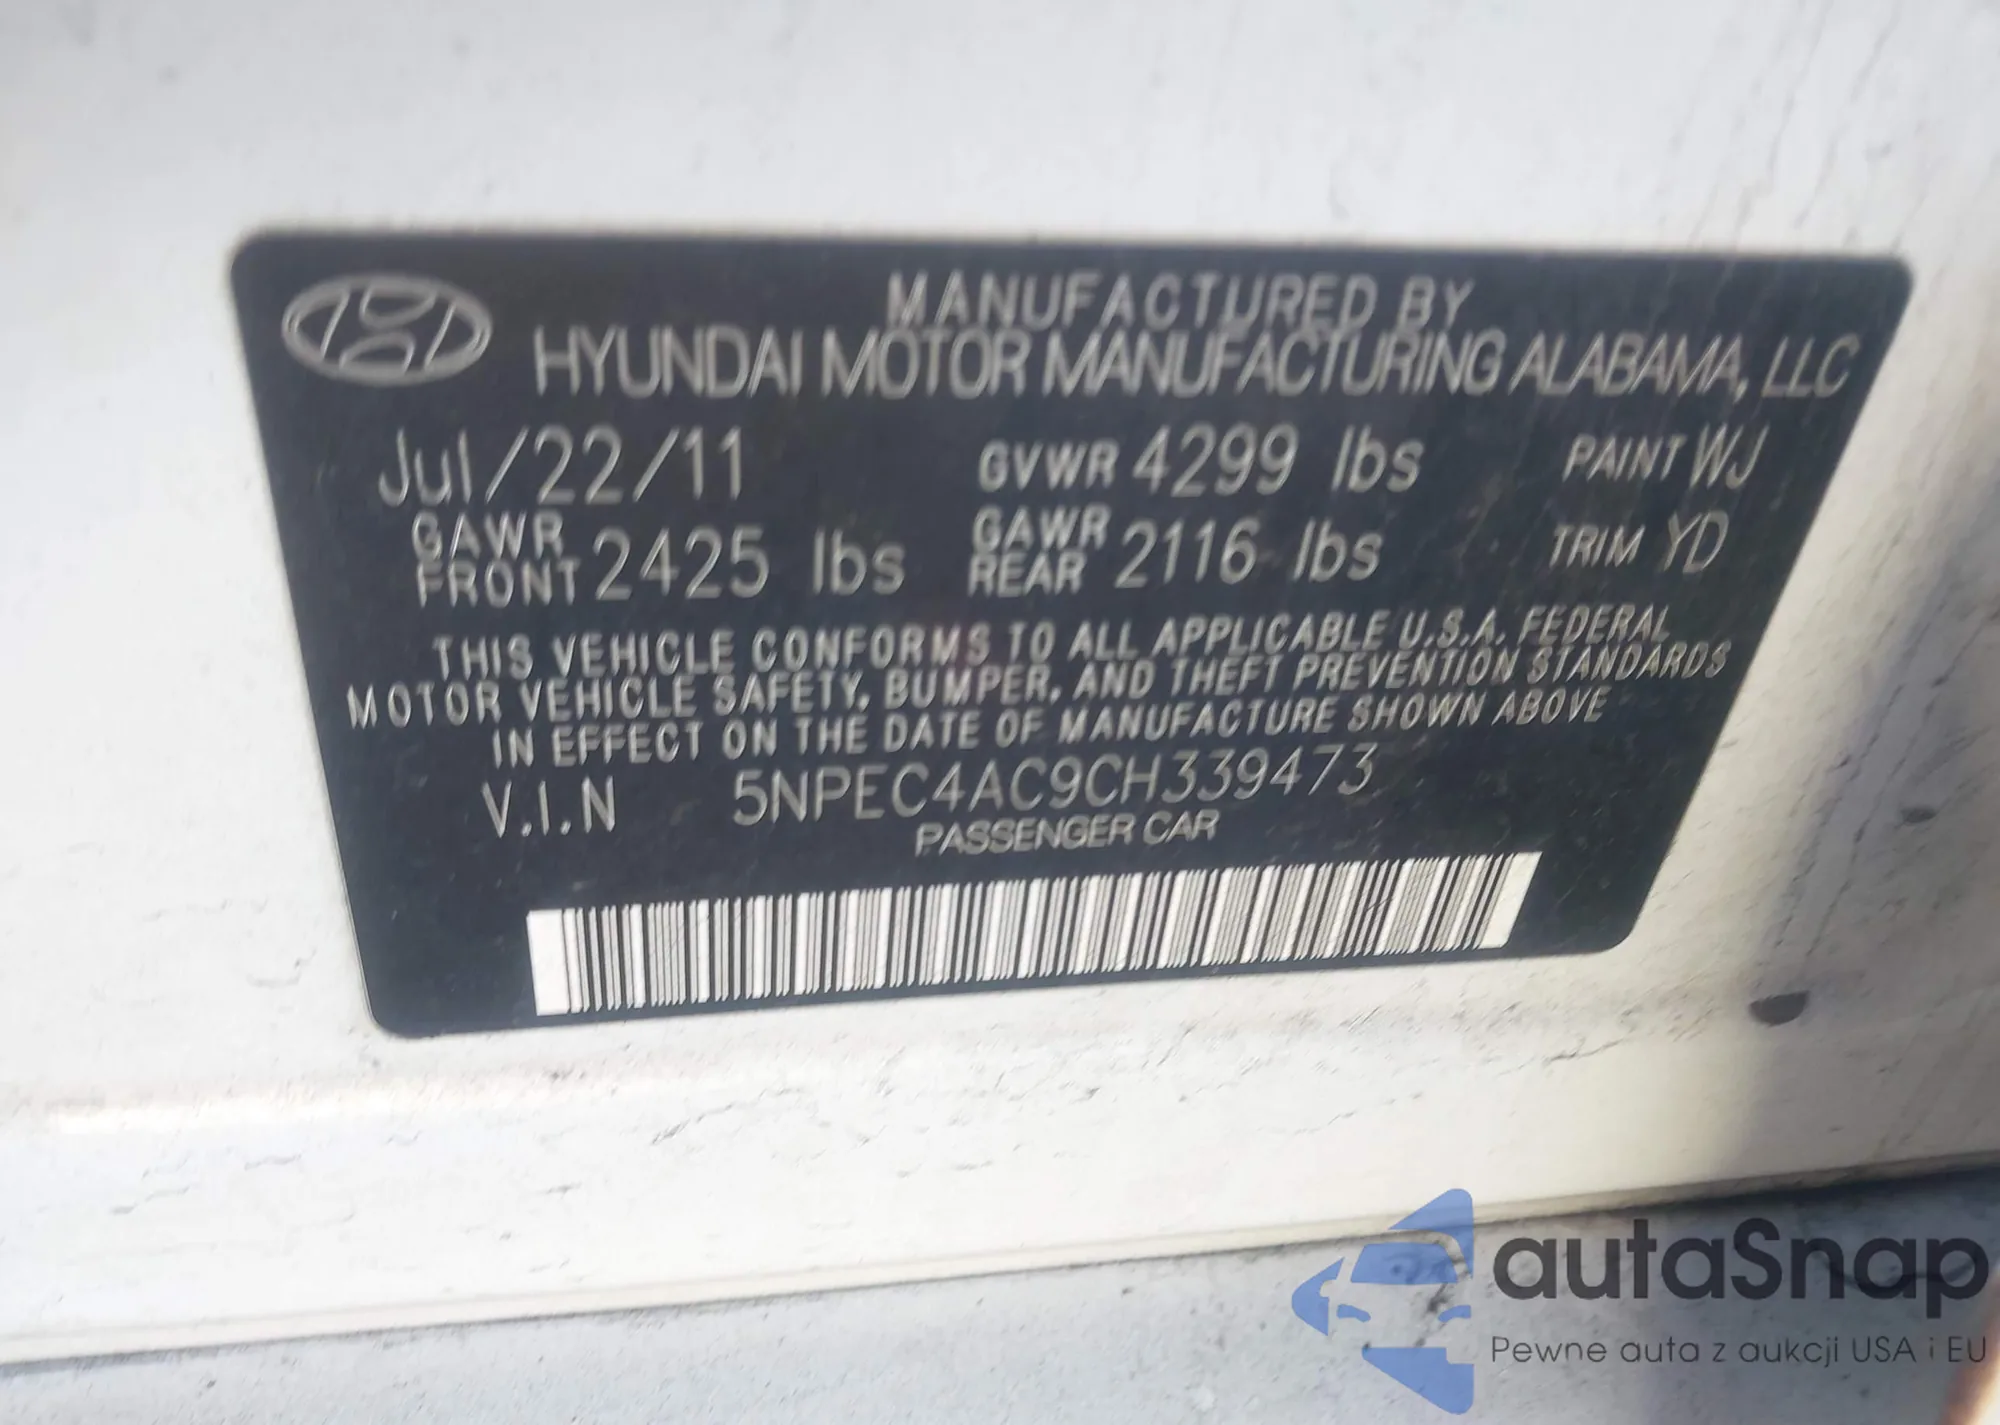 MANUFACTURED BY
HYUNDAI MOTOR MANUFACTURING ALABAMA, LLC
Jul/22/11 GVWR 4299 lbs PAINT WJ
GAWR FRONT 2425 lbs GAWR REAR 2116 lbs TRIM YD
THIS VEHICLE CONFORMS TO ALL APPLICABLE U.S.A. FEDERAL
MOTOR VEHICLE SAFETY, BUMPER, AND THEFT PREVENTION STANDARDS
IN EFFECT ON THE DATE OF MANUFACTURE SHOWN ABOVE
V.I.N 5NPEC4AC9CH339473
PASSENGER CAR
autaSnap
Pewne auta z aukcji USA i EU